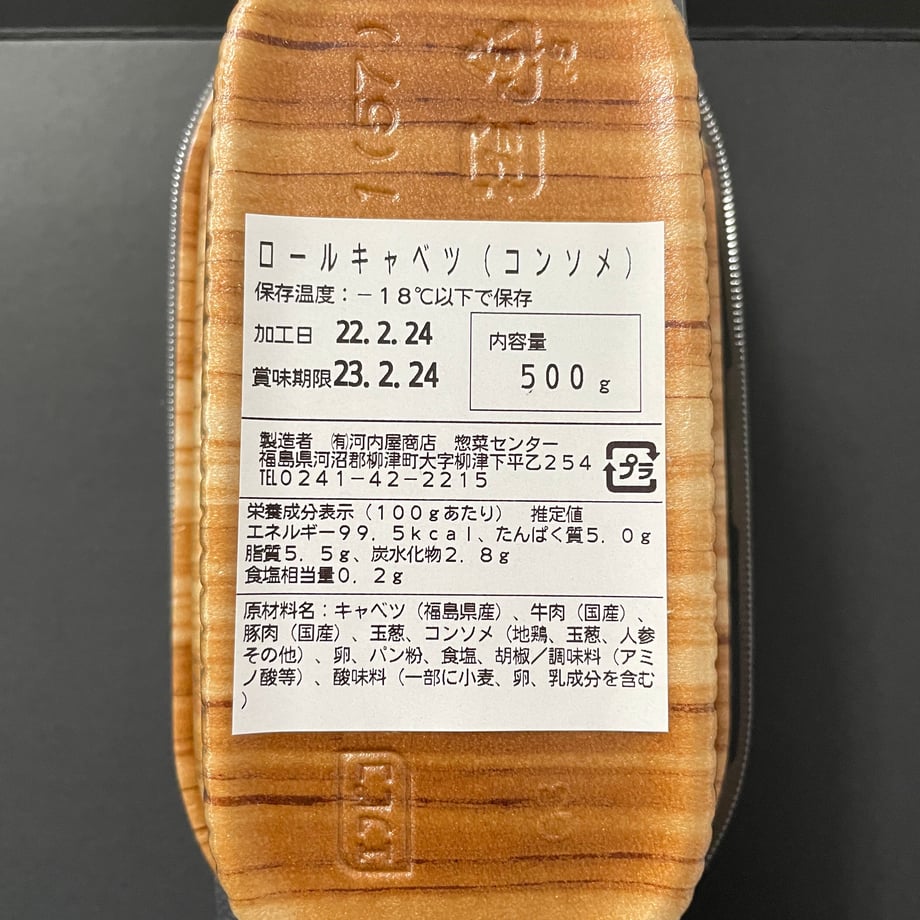 ロールキャベツ（コンソメ）
保存温度：－１８℃以下で保存
加工日 22.2.24
賞味期限23.2.24
内容量
５００ｇ
製造者　㈲河内屋商店　惣菜センター
福島県河沼郡柳津町大字柳津下平乙２５４
℡０２４１－４２－２２１５
プラ
栄養成分表示（１００ｇあたり）　推定値
エネルギー９９．５ｋｃａｌ、たんぱく質５．０ｇ
脂質５．５ｇ、炭水化物２．８ｇ
食塩相当量０．２ｇ
原材料名：キャベツ（福島県産）、牛肉（国産）、
豚肉（国産）、玉葱、コンソメ（地鶏、玉葱、人参
その他）、卵、パン粉、食塩、胡椒／調味料（アミ
ノ酸等）、酸味料（一部に小麦、卵、乳成分を含む
）
1(57)